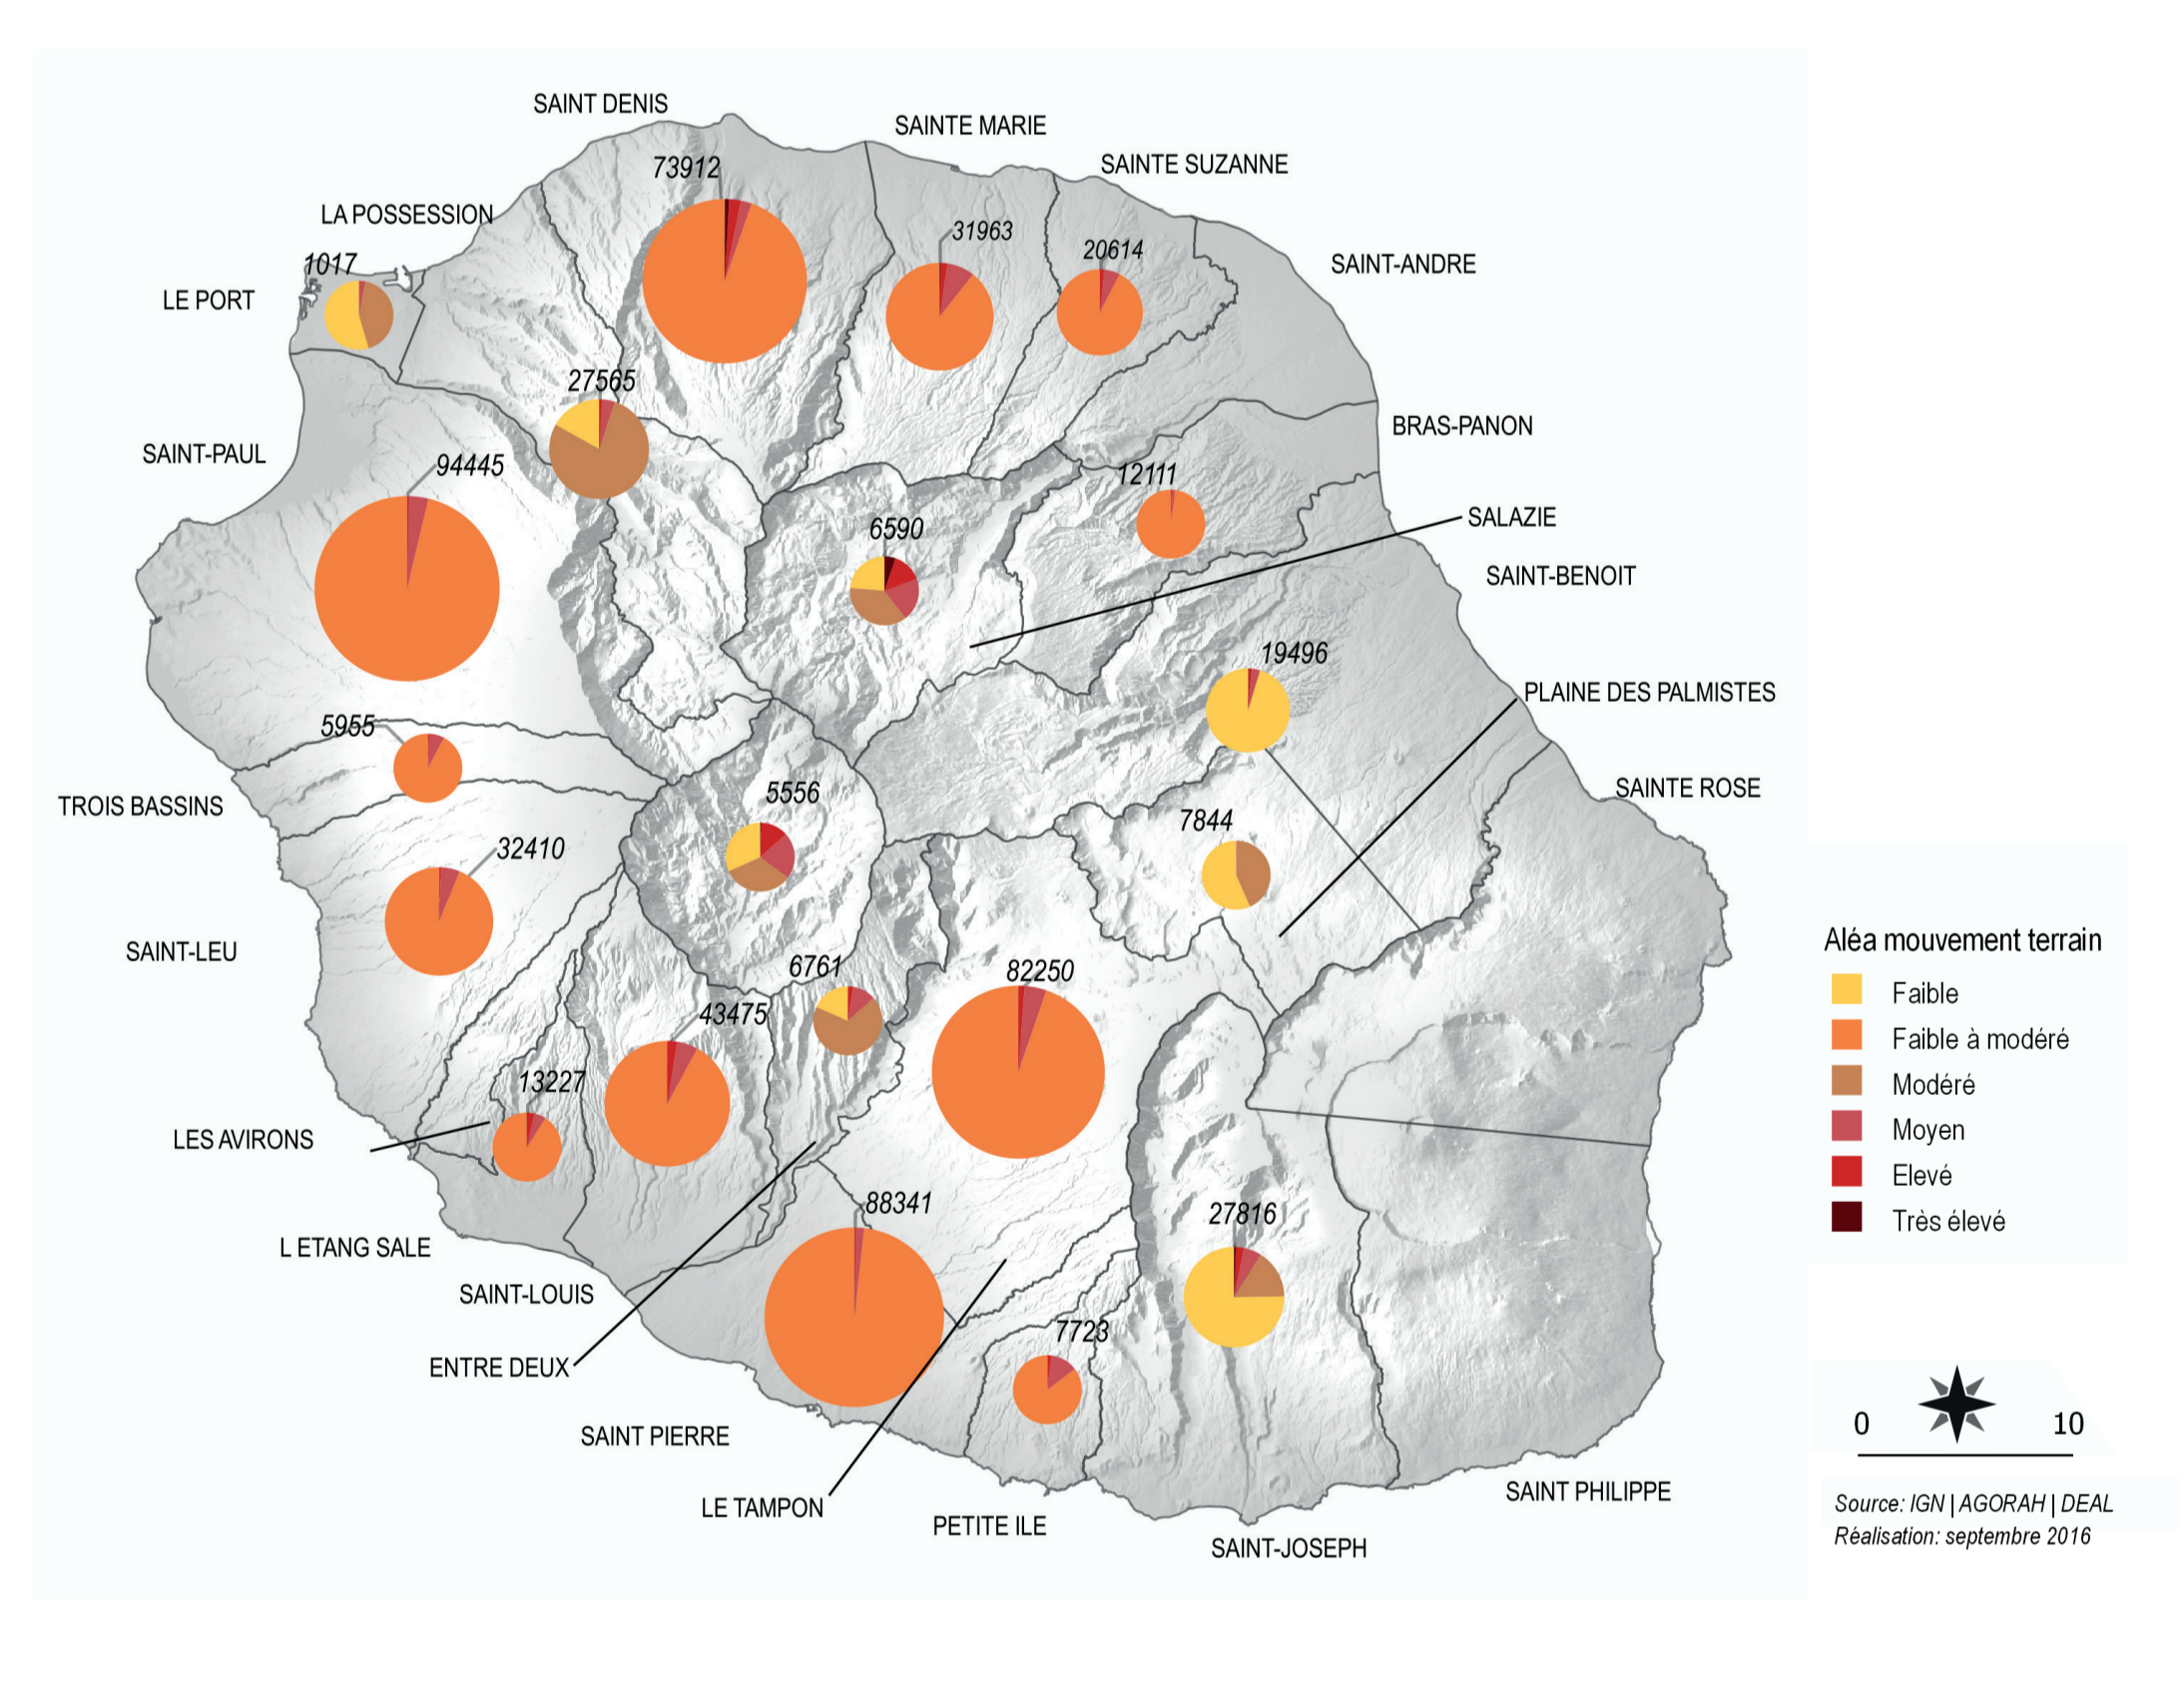 SAINT DENIS
SAINTE MARIE
SAINTE SUZANNE
73912
LA POSSESSION
31963
20614
SAINT-ANDRE
1017
LE PORT
27565
BRAS-PANON
SAINT-PAUL
94445
12111
SALAZIE
6590
SAINT-BENOIT
19496
PLAINE DES PALMISTES
5955
SAINTE ROSE
TROIS BASSINS
5556
7844
32410
SAINT-LEU
6761
82250
43475
13227
LES AVIRONS
88341
27816
L ETANG SALE
SAINT-LOUIS
7723
ENTRE DEUX
SAINT PIERRE
LE TAMPON
PETITE ILE
SAINT-JOSEPH
SAINT PHILIPPE
Aléa mouvement terrain
Faible
Faible à modéré
Modéré
Moyen
Elevé
Très élevé
0 10
Source: IGN | AGORAH | DEAL
Réalisation: septembre 2016